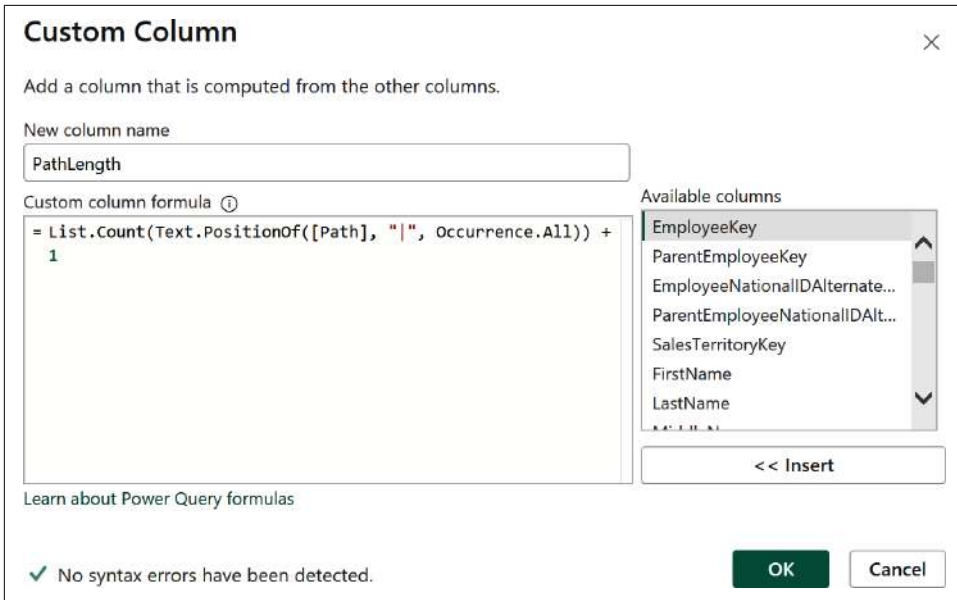 Custom Column
Add a column that is computed from the other columns.
New column name
PathLength
Custom column formula
= List.Count(Text.PositionOf([Path], "|", Occurrence.All)) +
1
Available columns
EmployeeKey
ParentEmployeeKey
EmployeeNationalIDAlternate...
ParentEmployeeNationalIDAlt...
SalesTerritoryKey
FirstName
LastName
<< Insert
Learn about Power Query formulas
No syntax errors have been detected.
OK
Cancel